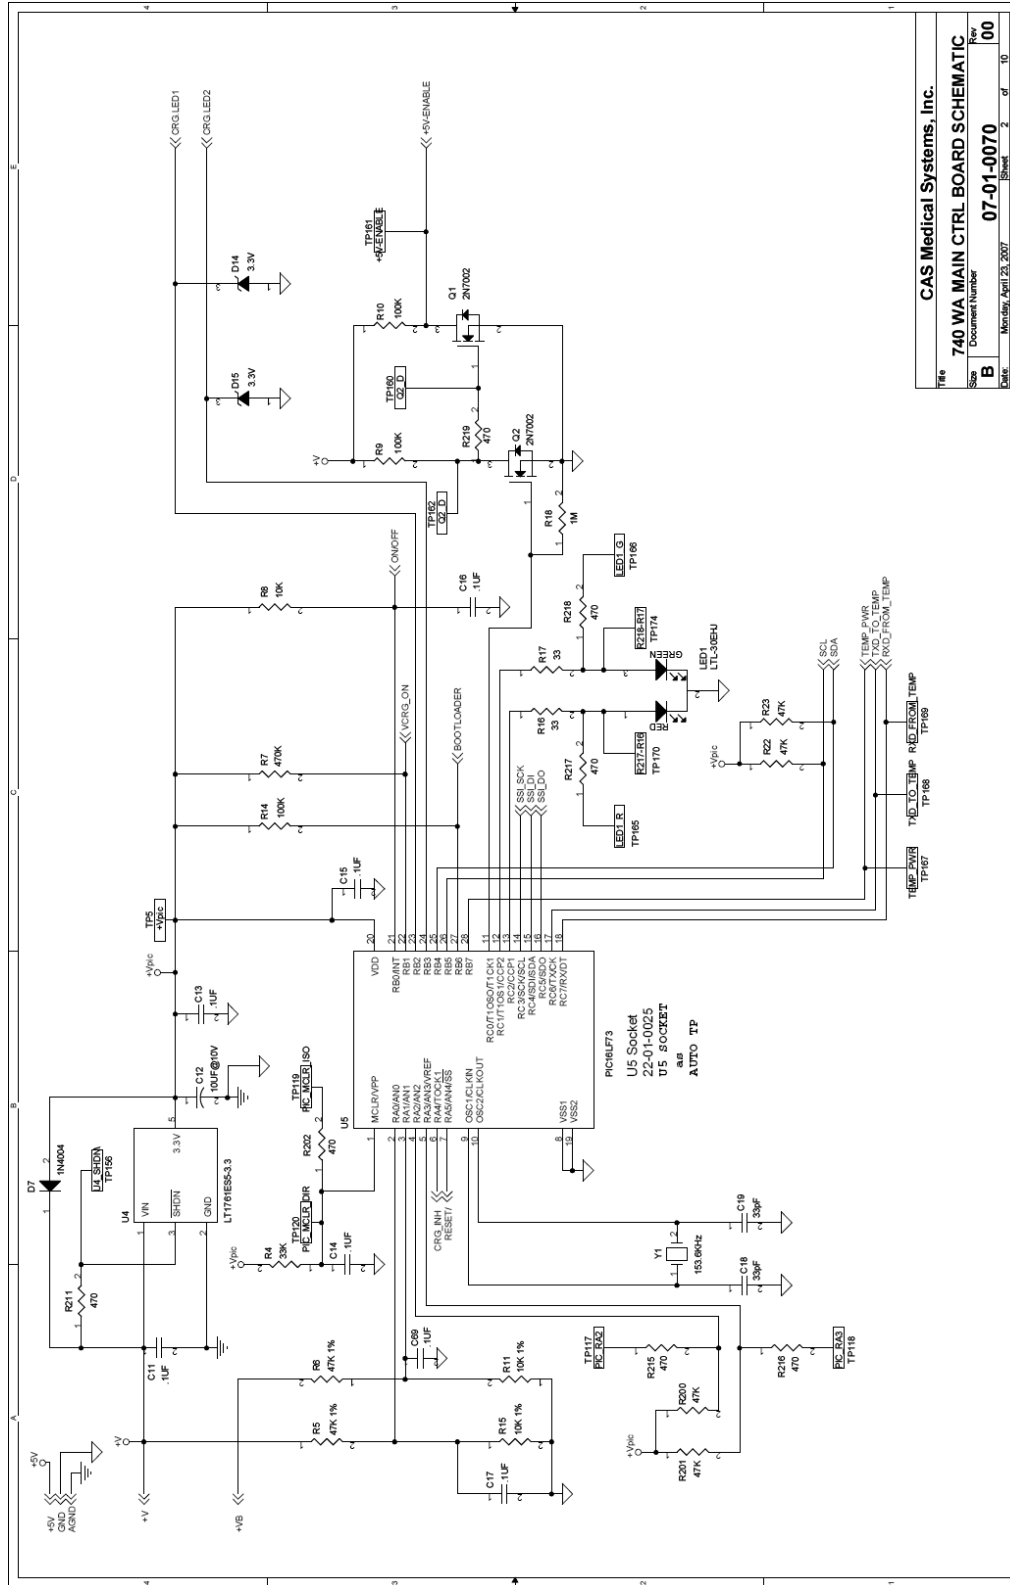 CRG.LED1
CRG.LED2
D14
3.3V
D15
3.3V
+5V-ENABLE
TP161
+5V-ENABLE
R10
100K
Q1
2N7002
TP160
Q2_D
+V
R9
100K
R219
470
Q2
2N7002
TP162
Q2_D
R18
1M
ON/OFF
R8
10K
C16
.1UF
VCRG_ON
R7
470K
BOOTLOADER
R14
100K
C15
.1UF
TP5
+Vpic
+Vpic
C13
.1UF
C12
10UF@10V
D7
1N4004
U4_SHDN
TP156
U4
VIN
3.3V
SHDN
GND
LT1761ES5-3.3
R211
470
C11
.1UF
+5V
+5V
GND
AGND
+V
+V
+VB
R5
47K 1%
R6
47K 1%
C69
.1UF
R11
10K 1%
R15
10K 1%
C17
.1UF
+Vpic
R4
33K
C14
.1UF
TP120
PIC_MCLR_DIR
R202
470
TP119
PIC_MCLR_ISO
CRG_INH
RESET/
U5
MCLR/VPP
RA0/AN0
RA1/AN1
RA2/AN2
RA3/AN3/VREF
RA4/TOCK1
RA5/AN4/SS
OSC1/CLKIN
OSC2/CLKOUT
VSS1
VSS2
VDD
RB0/INT
RB1
RB2
RB3
RB4
RB5
RB6
RB7
RC0/T1OSO/T1CK1
RC1/T1OS1/CCP2
RC2/CCP1
RC3/SCK/SCL
RC4/SDI/SDA
RC5/SDO
RC6/TX/CK
RC7/RX/DT
PIC16LF73
U5 Socket
22-01-0025
U5 SOCKET
as
AUTO TP
Y1
153.6KHz
C18
33pF
C19
33pF
TP117
PIC_RA2
R215
470
R216
470
PIC_RA3
TP118
+Vpic
R200
47K
R201
47K
SSI_SCK
SSI_DI
SSI_DO
R16
33
R17
33
R217
470
LED1_R
TP165
R218
470
LED1_G
TP166
R217-R16
TP170
R218-R17
TP174
RED
GREEN
LED1
LTL-30EHJ
+Vpic
R22
47K
R23
47K
SCL
SDA
TEMP_PWR
TXD_TO_TEMP
RXD_FROM_TEMP
TEMP_PWR
TP167
TXD_TO_TEMP
TP168
RXD_FROM_TEMP
TP169
CAS Medical Systems, Inc.
Title
740 WA MAIN CTRL BOARD SCHEMATIC
Size
Document Number
Rev
B
07-01-0070
00
Date: Monday, April 23, 2007 Sheet 2 of 10